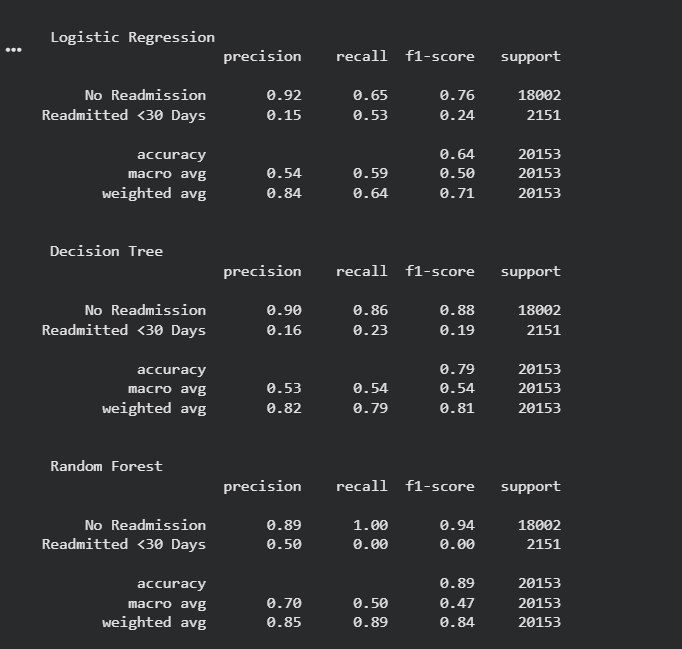 Logistic Regression
precision recall f1-score support
No Readmission 0.92 0.65 0.76 18002
Readmitted <30 Days 0.15 0.53 0.24 2151
accuracy 0.64 20153
macro avg 0.54 0.59 0.50 20153
weighted avg 0.84 0.64 0.71 20153
Decision Tree
precision recall f1-score support
No Readmission 0.90 0.86 0.88 18002
Readmitted <30 Days 0.16 0.23 0.19 2151
accuracy 0.79 20153
macro avg 0.53 0.54 0.54 20153
weighted avg 0.82 0.79 0.81 20153
Random Forest
precision recall f1-score support
No Readmission 0.89 1.00 0.94 18002
Readmitted <30 Days 0.50 0.00 0.00 2151
accuracy 0.89 20153
macro avg 0.70 0.50 0.47 20153
weighted avg 0.85 0.89 0.84 20153